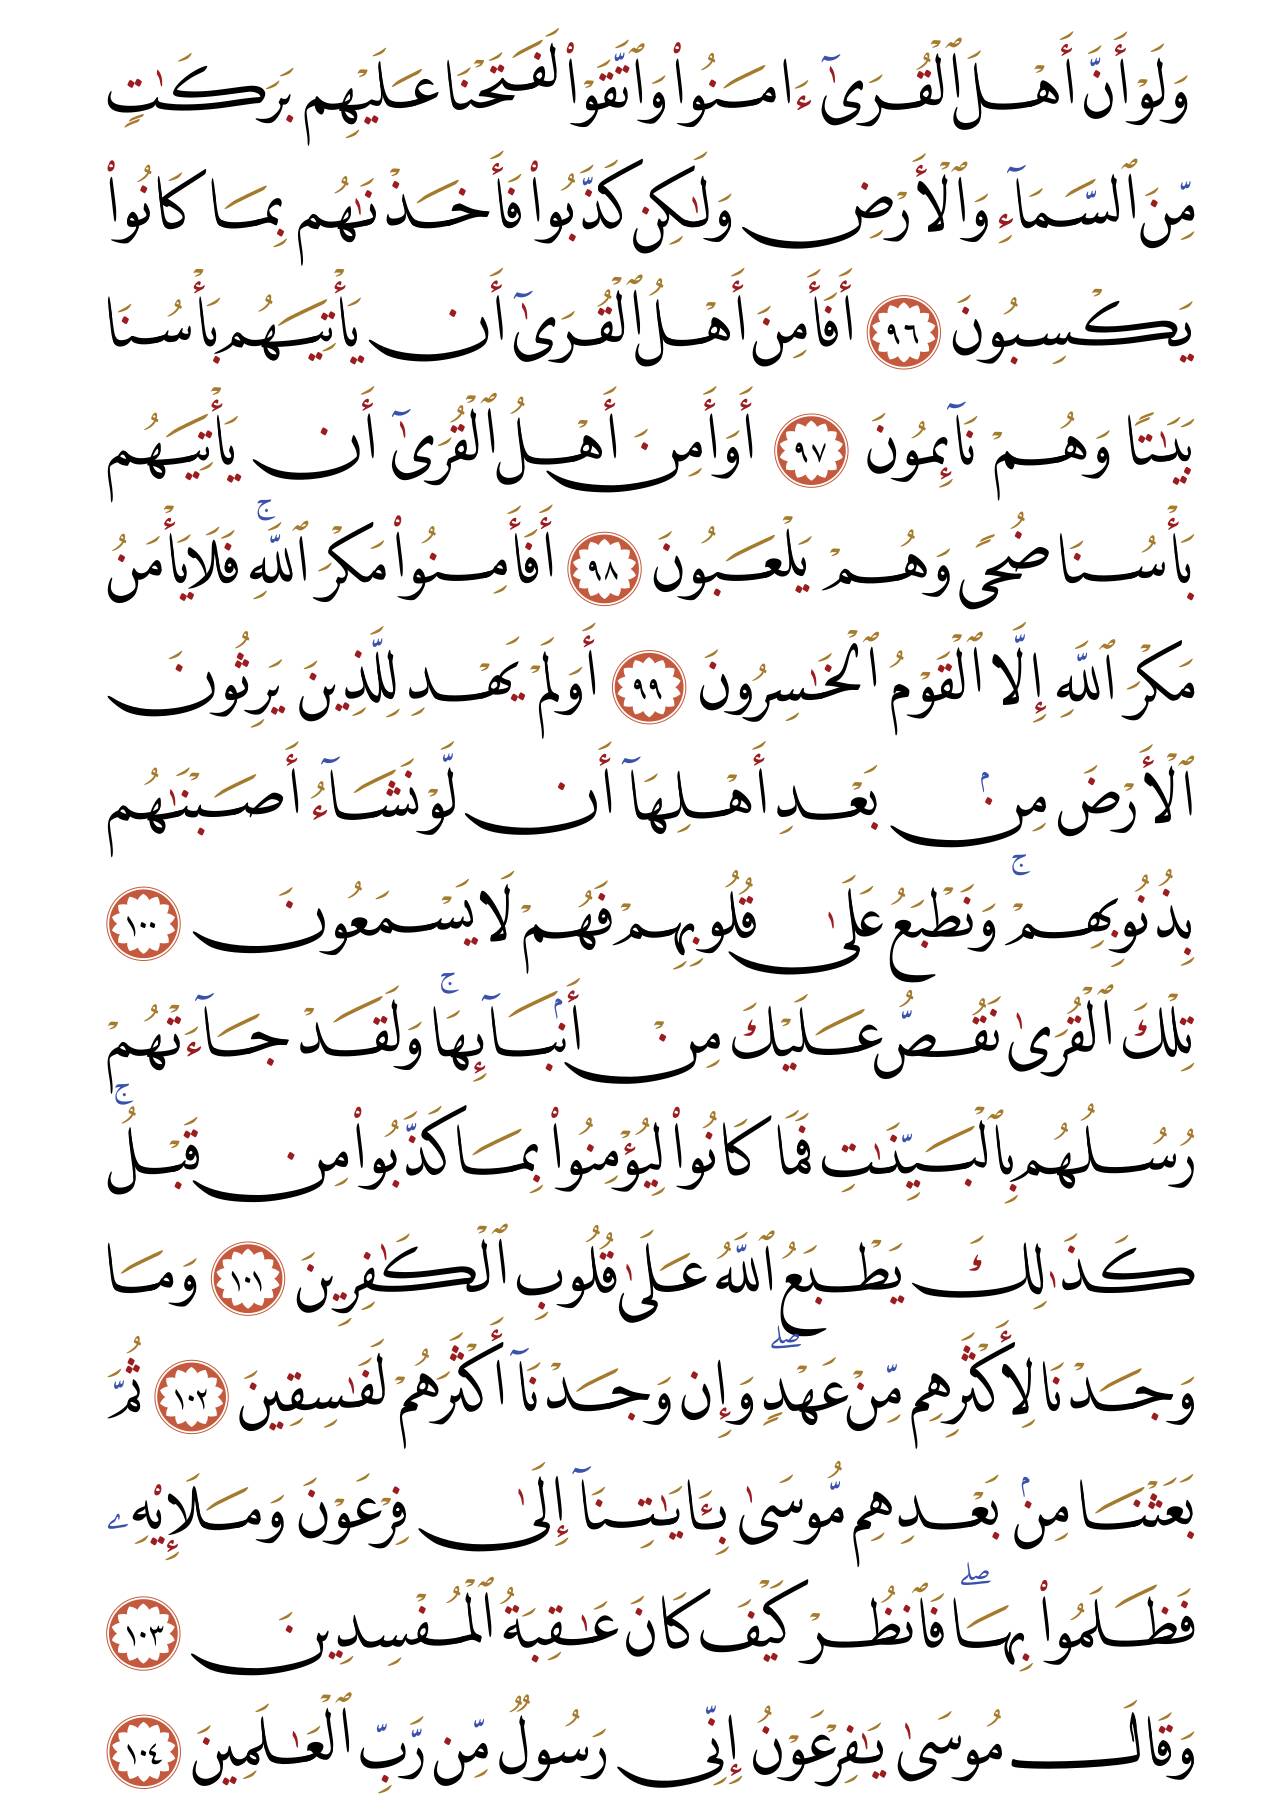 وَلَوْ أَنَّ أَهْلَ ٱلْقُرَىٰٓ ءَامَنُوا۟ وَٱتَّقَوْا۟ لَفَتَحْنَا عَلَيْهِم بَرَكَـٰتٍ
مِّنَ ٱلسَّمَآءِ وَٱلْأَرْضِ وَلَـٰكِن كَذَّبُوا۟ فَأَخَذْنَـٰهُم بِمَا كَانُوا۟
يَكْسِبُونَ ٩٦ أَفَأَمِنَ أَهْلُ ٱلْقُرَىٰٓ أَن يَأْتِيَهُم بَأْسُنَا
بَيَـٰتًا وَهُمْ نَآئِمُونَ ٩٧ أَوَأَمِنَ أَهْلُ ٱلْقُرَىٰٓ أَن يَأْتِيَهُم
بَأْسُنَا ضُحًى وَهُمْ يَلْعَبُونَ ٩٨ أَفَأَمِنُوا۟ مَكْرَ ٱللَّهِ ۚ فَلَا يَأْمَنُ
مَكْرَ ٱللَّهِ إِلَّا ٱلْقَوْمُ ٱلْخَـٰسِرُونَ ٩٩ أَوَلَمْ يَهْدِ لِلَّذِينَ يَرِثُونَ
ٱلْأَرْضَ مِنۢ بَعْدِ أَهْلِهَآ أَن لَّوْ نَشَآءُ أَصَبْنَـٰهُم
بِذُنُوبِهِمْ ۚ وَنَطْبَعُ عَلَىٰ قُلُوبِهِمْ فَهُمْ لَا يَسْمَعُونَ ١٠٠
تِلْكَ ٱلْقُرَىٰ نَقُصُّ عَلَيْكَ مِنْ أَنۢبَآئِهَا ۚ وَلَقَدْ جَآءَتْهُمْ
رُسُلُهُم بِٱلْبَيِّنَـٰتِ فَمَا كَانُوا۟ لِيُؤْمِنُوا۟ بِمَا كَذَّبُوا۟ مِن قَبْلُ ۚ
كَذَٰلِكَ يَطْبَعُ ٱللَّهُ عَلَىٰ قُلُوبِ ٱلْكَـٰفِرِينَ ١٠١ وَمَا
وَجَدْنَا لِأَكْثَرِهِم مِّنْ عَهْدٍ ۖ وَإِن وَجَدْنَآ أَكْثَرَهُمْ لَفَـٰسِقِينَ ١٠٢ ثُمَّ
بَعَثْنَا مِنۢ بَعْدِهِم مُّوسَىٰ بِـَٔايَـٰتِنَآ إِلَىٰ فِرْعَوْنَ وَمَلَإِي۟هِۦ
فَظَلَمُوا۟ بِهَا ۖ فَٱنظُرْ كَيْفَ كَانَ عَـٰقِبَةُ ٱلْمُفْسِدِينَ ١٠٣
وَقَالَ مُوسَىٰ يَـٰفِرْعَوْنُ إِنِّى رَسُولٌ مِّن رَّبِّ ٱلْعَـٰلَمِينَ ١٠٤